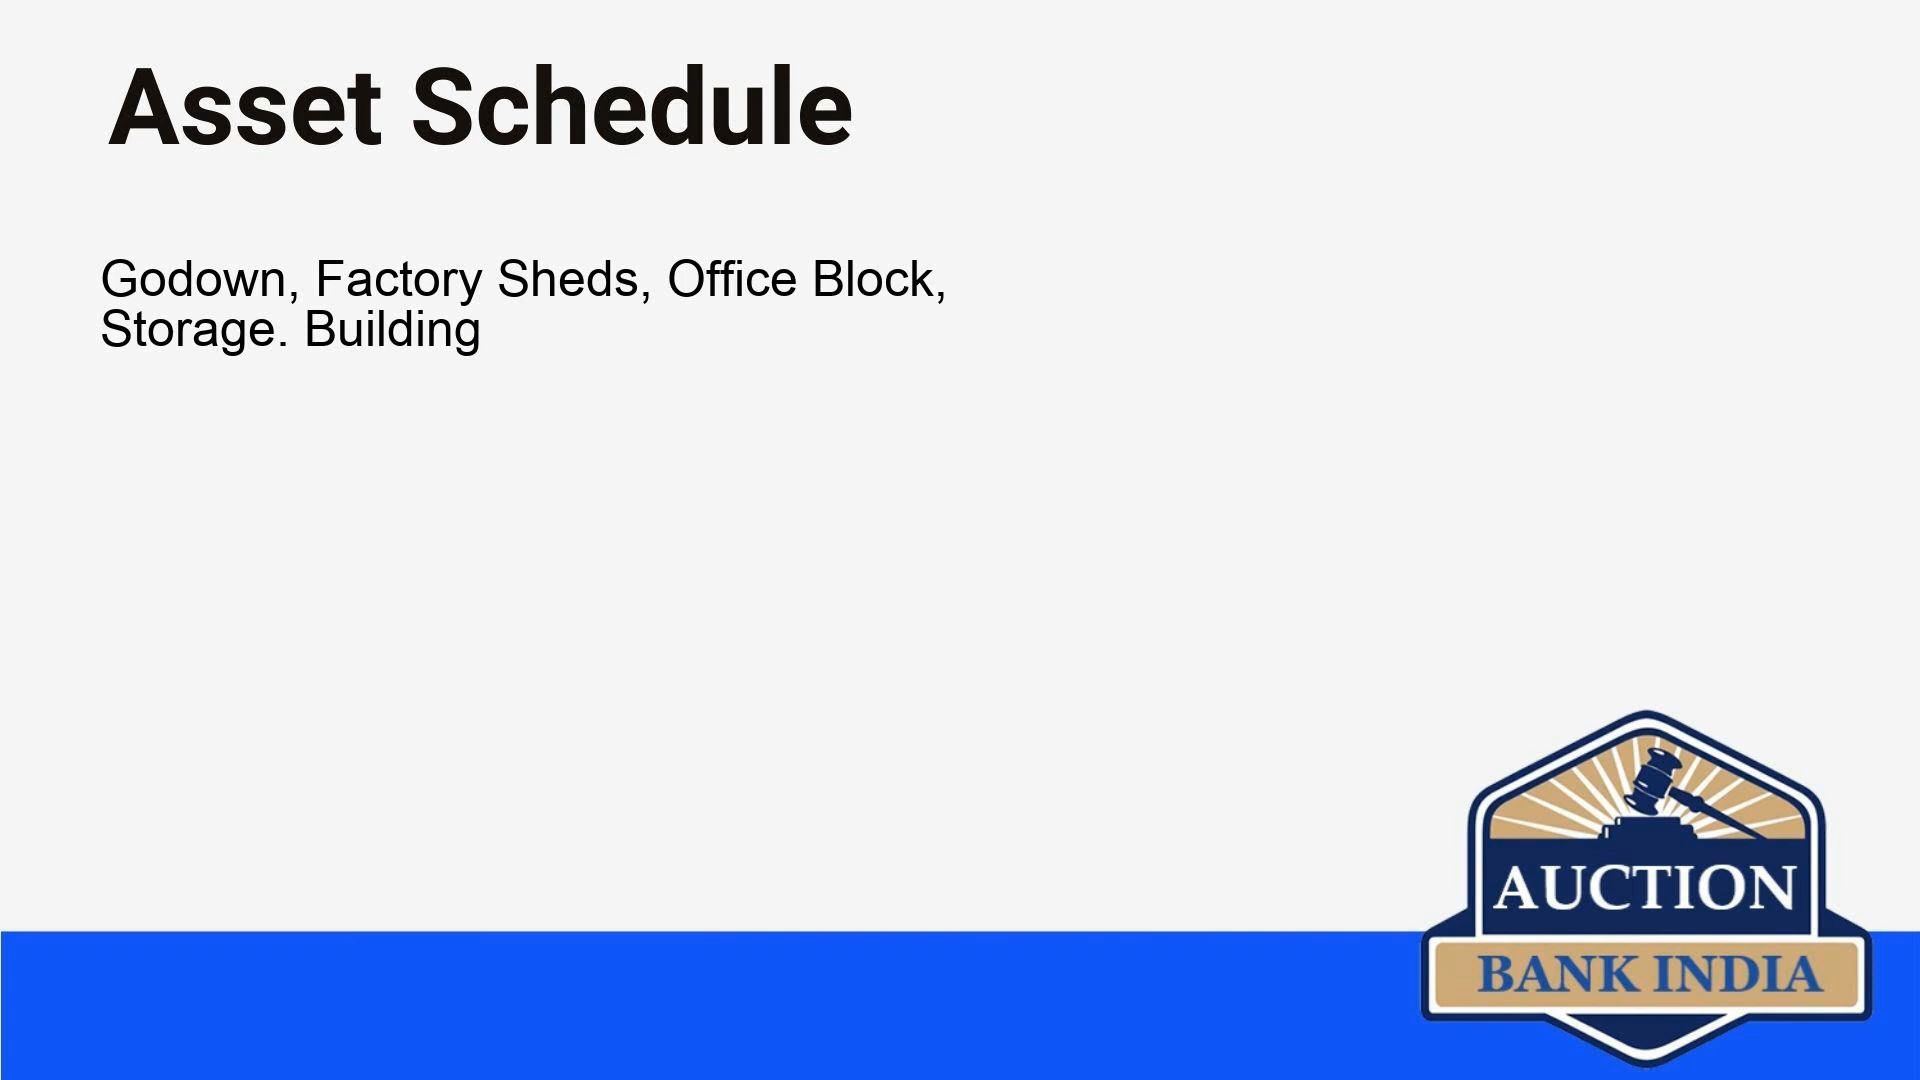 Asset Schedule
Godown, Factory Sheds, Office Block,
Storage. Building
AUCTION
BANK INDIA